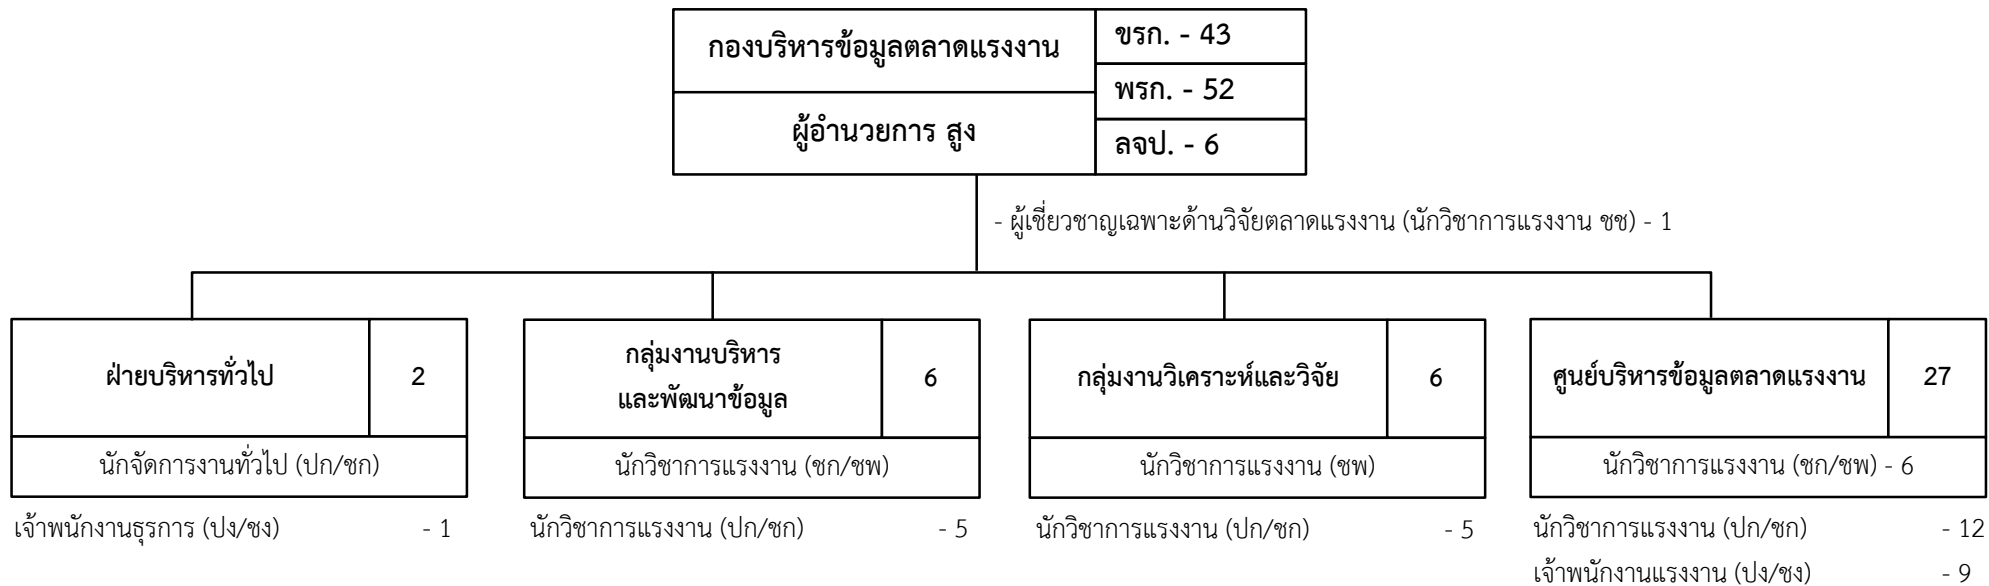 กองบริหารข้อมูลตลาดแรงงาน
ขรก. - 43
พรก. - 52
ผู้อำนวยการ สูง
ลจป. - 6
- ผู้เชี่ยวชาญเฉพาะด้านวิจัยตลาดแรงงาน (นักวิชาการแรงงาน ชช) - 1
ฝ่ายบริหารทั่วไป 2
นักจัดการงานทั่วไป (ปก/ชก)
เจ้าพนักงานธุรการ (ปง/ชง) - 1
กลุ่มงานบริหาร
และพัฒนาข้อมูล 6
นักวิชาการแรงงาน (ชก/ชพ)
นักวิชาการแรงงาน (ปก/ชก) - 5
กลุ่มงานวิเคราะห์และวิจัย 6
นักวิชาการแรงงาน (ชพ)
นักวิชาการแรงงาน (ปก/ชก) - 5
ศูนย์บริหารข้อมูลตลาดแรงงาน 27
นักวิชาการแรงงาน (ชก/ชพ) - 6
นักวิชาการแรงงาน (ปก/ชก) - 12
เจ้าพนักงานแรงงาน (ปง/ชง) - 9